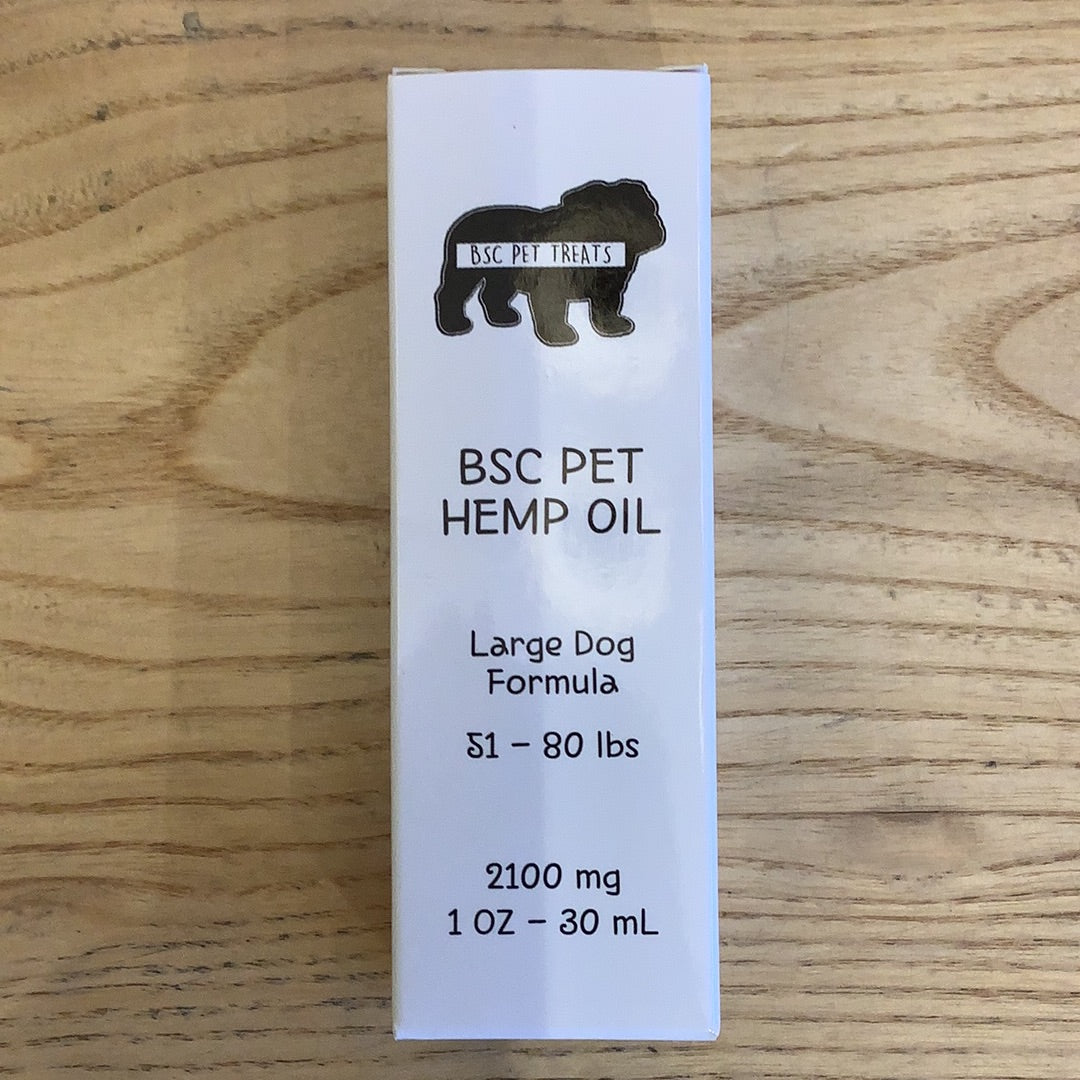 BSC PET TREATS
BSC PET
HEMP OIL
Large Dog
Formula
51 – 80 lbs
2100 mg
1 OZ – 30 mL